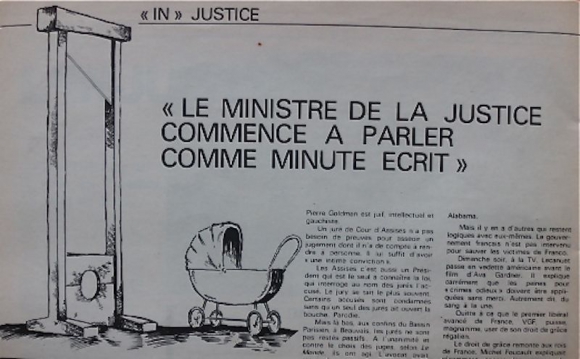 « IN » JUSTICE
« LE MINISTRE DE LA JUSTICE
COMMENCE A PARLER
COMME MINUTE ECRIT »
Pierre Goldman est juif, intellectuel et
gauchiste.
Un jury de Cour d'Assises n'a pas
besoin de preuves pour asseoir un
jugement dont il n'a de compte à ren-
dre à personne. Il lui suffit d'avoir
« une intime conviction ».
Les Assises c'est aussi un Prési-
dent qui est le seul à connaître la loi,
qui interroge au nom des jurés l'ac-
cusé. Le jury se tait le plus souvent.
Certains accusés sont condamnés
sans qu'un seul des jurés ait ouvert la
bouche. Parodie.
Mais là-bas, aux confins du Bassin
Parisien, à Beauvais, les jurés ne sont
pas restés passifs. A l'unanimité et
contre le choix des juges, selon Le
Monde, ils ont agi. L'avocat avait
Alabama.
Mais il y en a d'autres qui restent
logiques avec eux-mêmes. Le gouver-
nement français n'est pas intervenu
pour sauver les victimes de Franco.
Dimanche soir, à la TV, Lecanuet
passe en vedette américaine avant le
film d'Ava Gardner. Il explique
carrément que les peines pour
« crimes odieux » doivent être appli-
quées sans merci. Autrement dit, du
sang à la une.
Quant à ce que le premier libéral
avancé de France, VGE, puisse,
magnanime, user de son droit de grâce
régalien.
Le droit de grâce remonte aux rois
de France. Michel Foucault expliquait